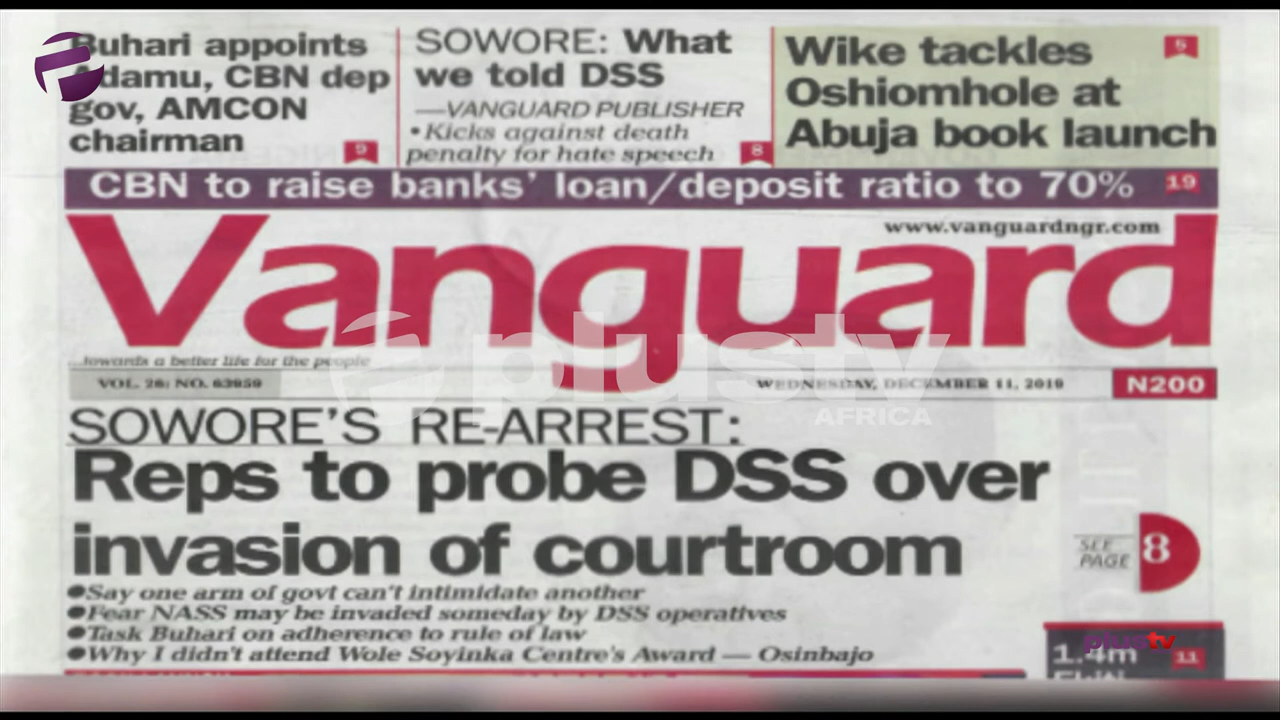 Buhari appoints
Adamu, CBN dep
gov, AMCON
chairman
9
SOWORE: What
we told DSS
—VANGUARD PUBLISHER
•Kicks against death
penalty for hate speech
8
Wike tackles
Oshiomhole at
Abuja book launch
5
CBN to raise banks' loan/deposit ratio to 70%
19
www.vanguardngr.com
Vanguard
...towards a better life for the people
plustv
AFRICA
VOL. 26: NO. 63959
WEDNESDAY, DECEMBER 11, 2019
N200
SOWORE'S RE-ARREST:
Reps to probe DSS over
invasion of courtroom
SEE PAGE 8
●Say one arm of govt can't intimidate another
●Fear NASS may be invaded someday by DSS operatives
●Task Buhari on adherence to rule of law
●Why I didn't attend Wole Soyinka Centre's Award — Osinbajo
plustv
1.4m
11